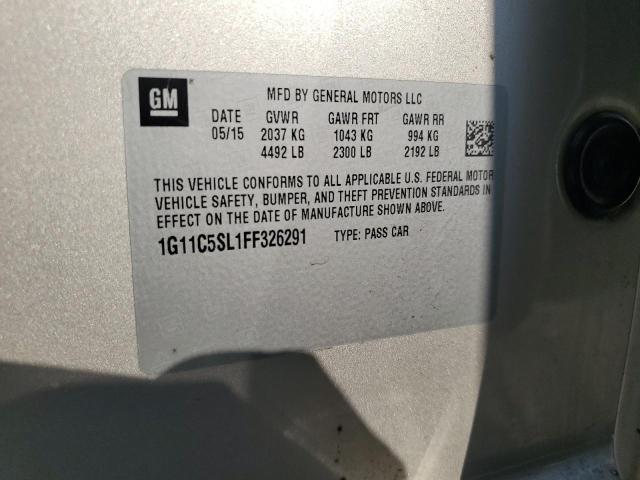 GM
MFD BY GENERAL MOTORS LLC
DATE GVWR GAWR FRT GAWR RR
05/15 2037 KG 1043 KG 994 KG
4492 LB 2300 LB 2192 LB
THIS VEHICLE CONFORMS TO ALL APPLICABLE U.S. FEDERAL MOTOR
VEHICLE SAFETY, BUMPER, AND THEFT PREVENTION STANDARDS IN
EFFECT ON THE DATE OF MANUFACTURE SHOWN ABOVE.
1G11C5SL1FF326291 TYPE: PASS CAR